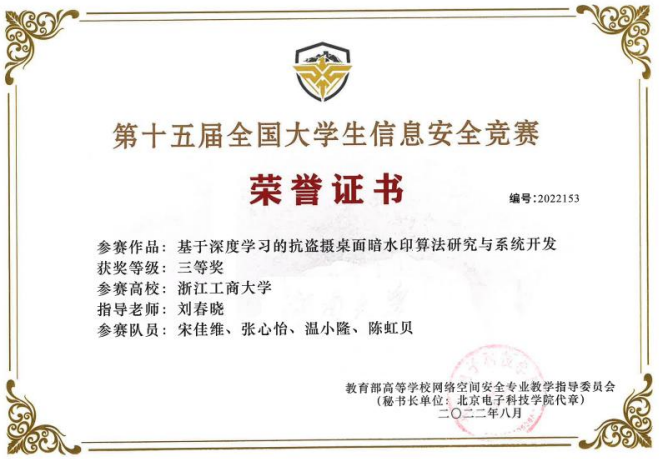 第十五届全国大学生信息安全竞赛
荣誉证书
编号:2022153
参赛作品：基于深度学习的抗盗摄桌面暗水印算法研究与系统开发
获奖等级：三等奖
参赛高校：浙江工商大学
指导老师：刘春晓
参赛队员：宋佳维、张心怡、温小隆、陈虹贝
教育部高等学校网络空间安全专业教学指导委员会
（秘书长单位：北京电子科技学院代章）
二〇二二年八月